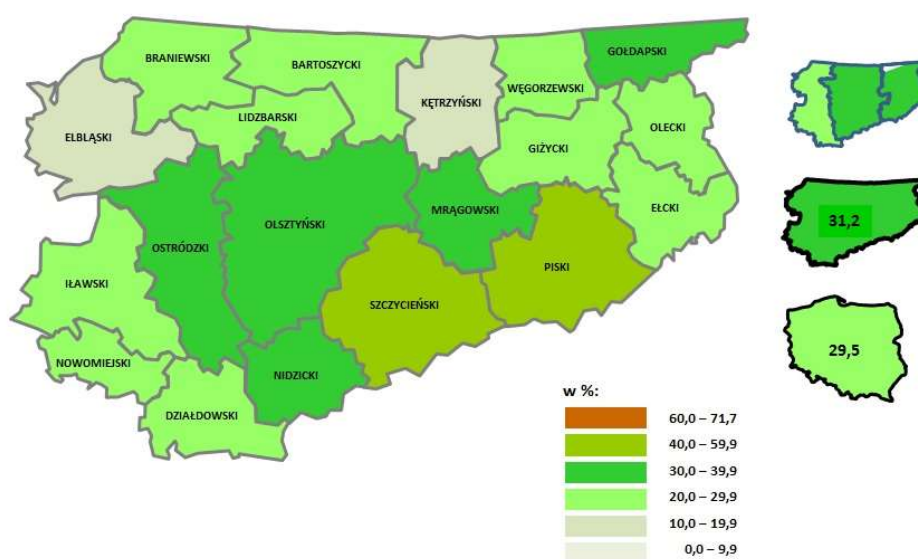 GOŁDAPSKI
BRANIEWSKI
BARTOSZYCKI
WĘGORZEWSKI
KĘTRZYŃSKI
LIDZBARSKI
OLECKI
ELBLĄSKI
GIŻYCKI
EŁCKI
MRĄGOWSKI
OLSZTYŃSKI
OSTRÓDZKI
PISKI
IŁAWSKI
SZCZYCIEŃSKI
NOWOMIEJSKI
NIDZICKI
DZIAŁDOWSKI
31,2
29,5
w %:
60,0 – 71,7
40,0 – 59,9
30,0 – 39,9
20,0 – 29,9
10,0 – 19,9
0,0 – 9,9